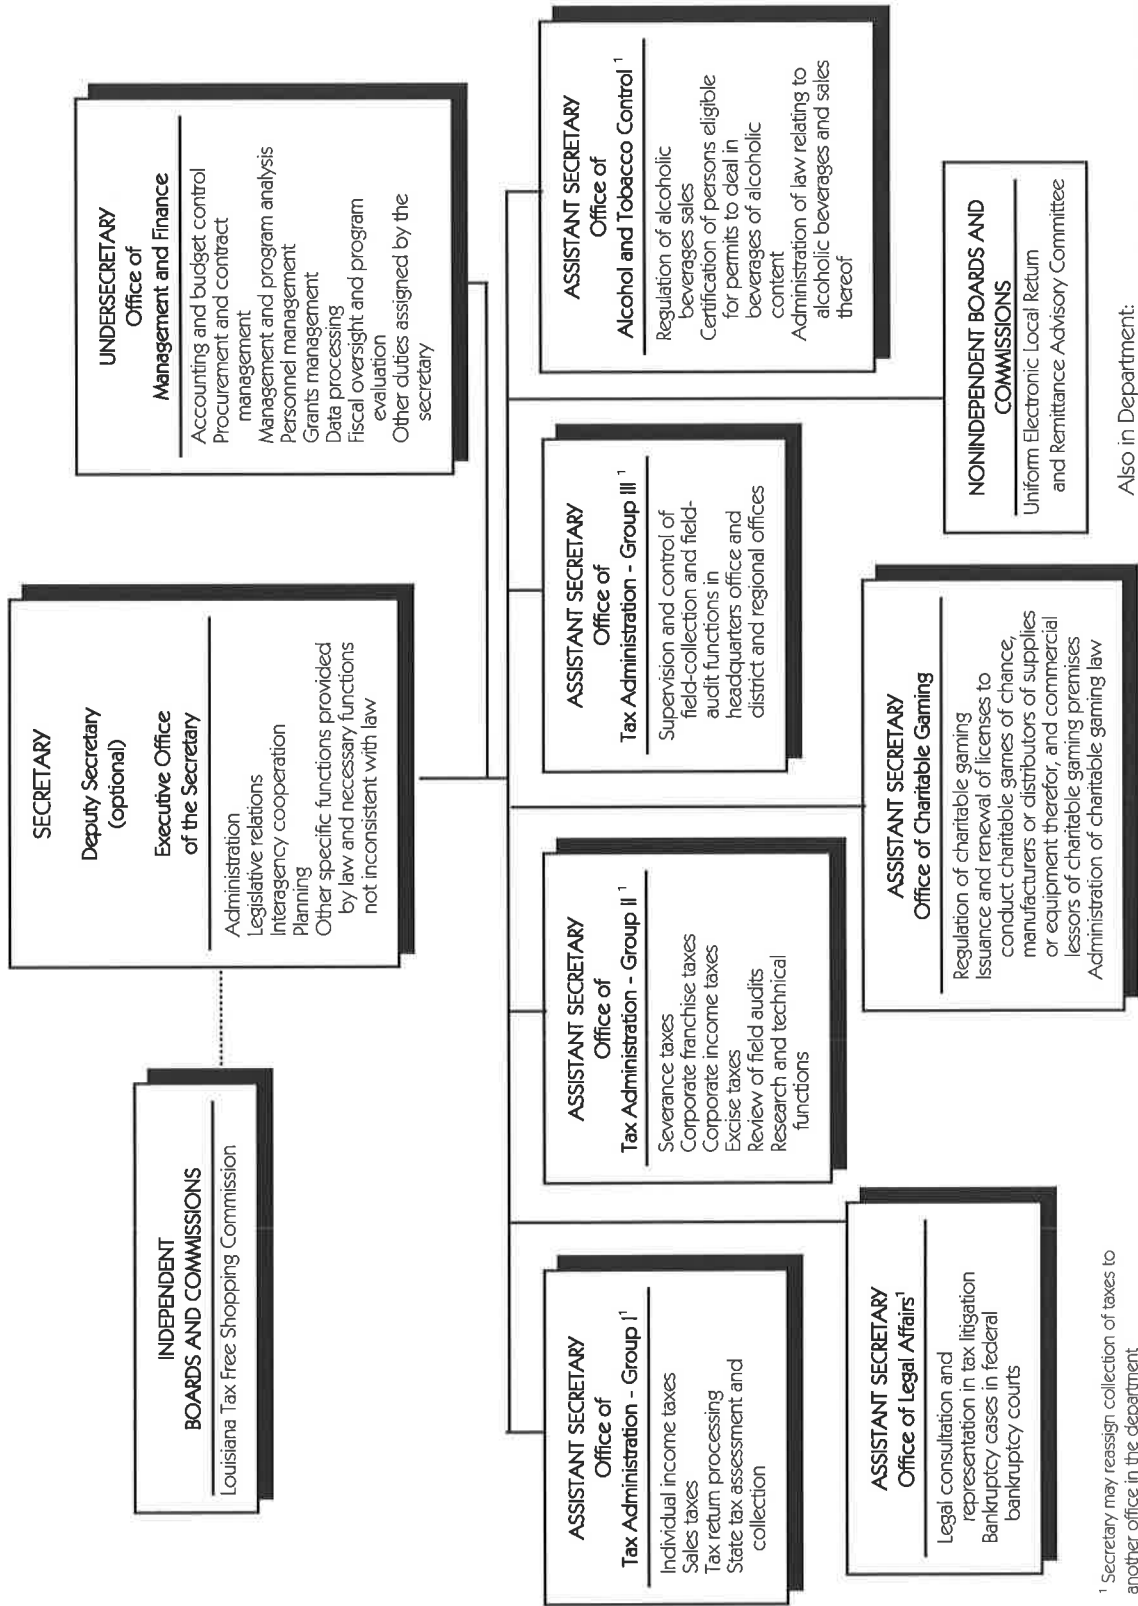 SECRETARY
Deputy Secretary
(optional)
Executive Office
of the Secretary
Administration
Legislative relations
Interagency cooperation
Planning
Other specific functions provided
by law and necessary functions
not inconsistent with law
INDEPENDENT
BOARDS AND COMMISSIONS
Louisiana Tax Free Shopping Commission
UNDERSECRETARY
Office of
Management and Finance
Accounting and budget control
Procurement and contract
management
Management and program analysis
Personnel management
Grants management
Data processing
Fiscal oversight and program
evaluation
Other duties assigned by the
secretary
ASSISTANT SECRETARY
Office of
Tax Administration - Group I¹
Individual income taxes
Sales taxes
Tax return processing
State tax assessment and
collection
ASSISTANT SECRETARY
Office of
Tax Administration - Group II ¹
Severance taxes
Corporate franchise taxes
Corporate income taxes
Excise taxes
Review of field audits
Research and technical
functions
ASSISTANT SECRETARY
Office of
Tax Administration - Group III ¹
Supervision and control of
field-collection and field-
audit functions in
headquarters office and
district and regional offices
ASSISTANT SECRETARY
Office of
Alcohol and Tobacco Control ¹
Regulation of alcoholic
beverages sales
Certification of persons eligible
for permits to deal in
beverages of alcoholic
content
Administration of law relating to
alcoholic beverages and sales
thereof
ASSISTANT SECRETARY
Office of Legal Affairs¹
Legal consultation and
representation in tax litigation
Bankruptcy cases in federal
bankruptcy courts
ASSISTANT SECRETARY
Office of Charitable Gaming
Regulation of charitable gaming
Issuance and renewal of licenses to
conduct charitable games of chance,
manufacturers or distributors of supplies
or equipment therefor, and commercial
lessors of charitable gaming premises
Administration of charitable gaming law
NONINDEPENDENT BOARDS AND
COMMISSIONS
Uniform Electronic Local Return
and Remittance Advisory Committee
Also in Department:
¹ Secretary may reassign collection of taxes to
another office in the department